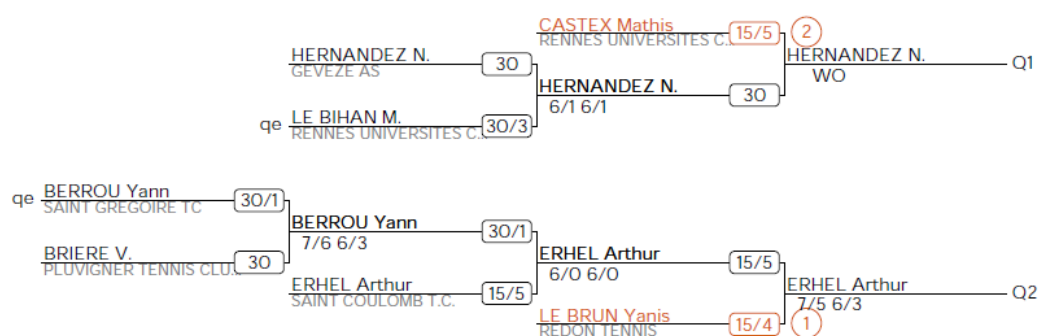 CASTEX Mathis 15/5 2
RENNES UNIVERSITES C...
HERNANDEZ N. 30
GEVEZE AS
HERNANDEZ N. Q1
WO
HERNANDEZ N. 30
6/1 6/1
qe LE BIHAN M. 30/3
RENNES UNIVERSITES C...
qe BERROU Yann 30/1
SAINT GREGOIRE TC
BERROU Yann 30/1
7/6 6/3
BRIERE V. 30
PLUVIGNER TENNIS CLU...
ERHEL Arthur 15/5
6/0 6/0
ERHEL Arthur 15/5
SAINT COULOMB T.C.
ERHEL Arthur Q2
7/5 6/3
LE BRUN Yanis 15/4 1
REDON TENNIS